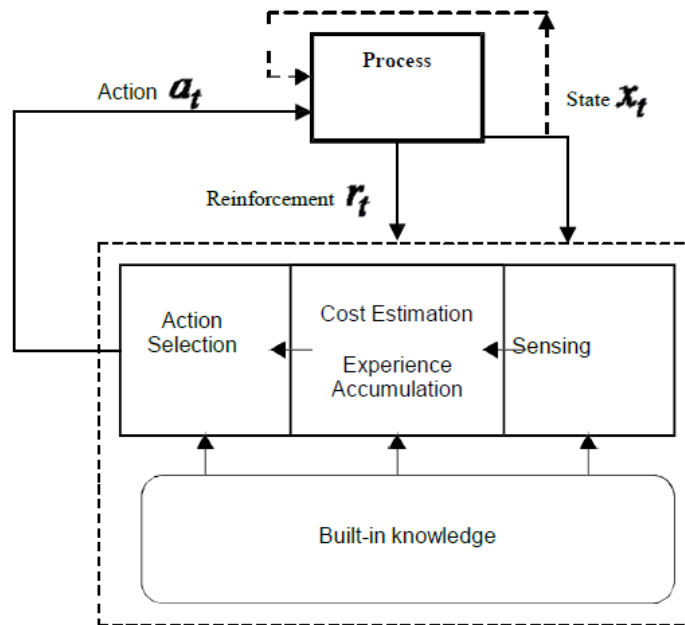 Process
Action a_t
State x_t
Reinforcement r_t
Action
Selection
Cost Estimation
Experience
Accumulation
Sensing
Built-in knowledge